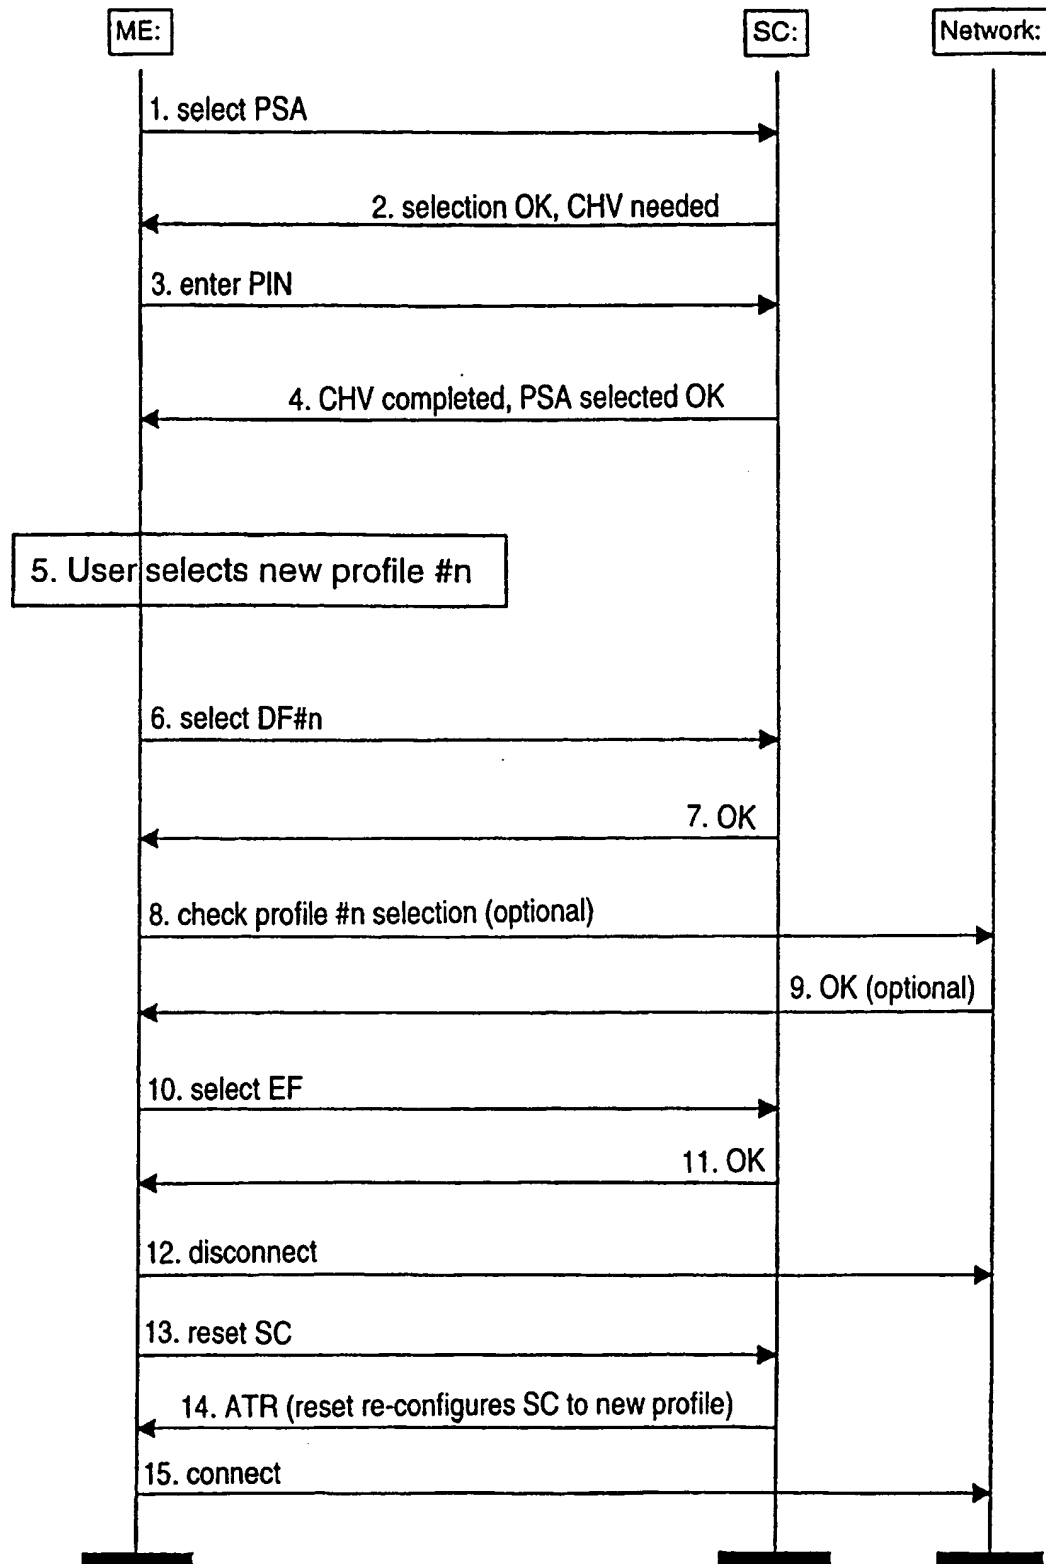 ME:
SC:
Network:
1. select PSA
2. selection OK, CHV needed
3. enter PIN
4. CHV completed, PSA selected OK
5. User selects new profile #n
6. select DF#n
7. OK
8. check profile #n selection (optional)
9. OK (optional)
10. select EF
11. OK
12. disconnect
13. reset SC
14. ATR (reset re-configures SC to new profile)
15. connect